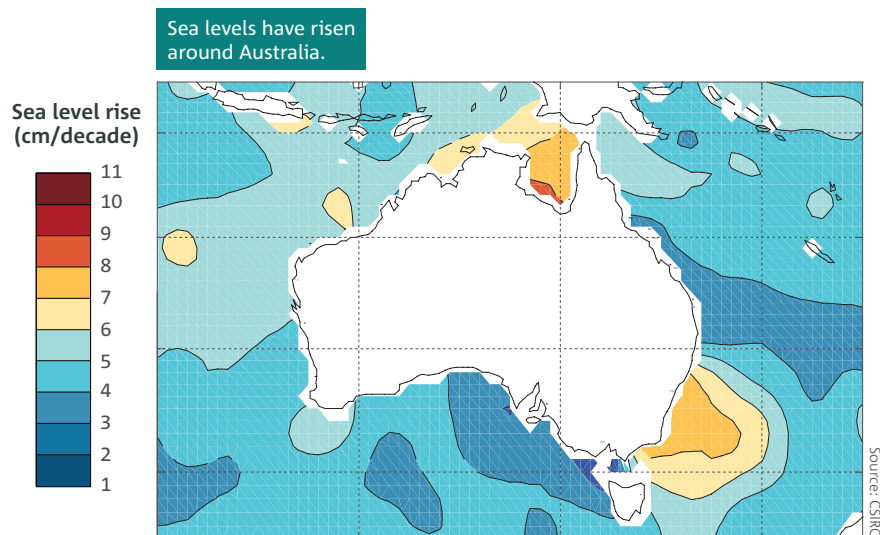 Sea levels have risen
around Australia.
Sea level rise
(cm/decade)
11
10
9
8
7
6
5
4
3
2
1
Source: CSIRO